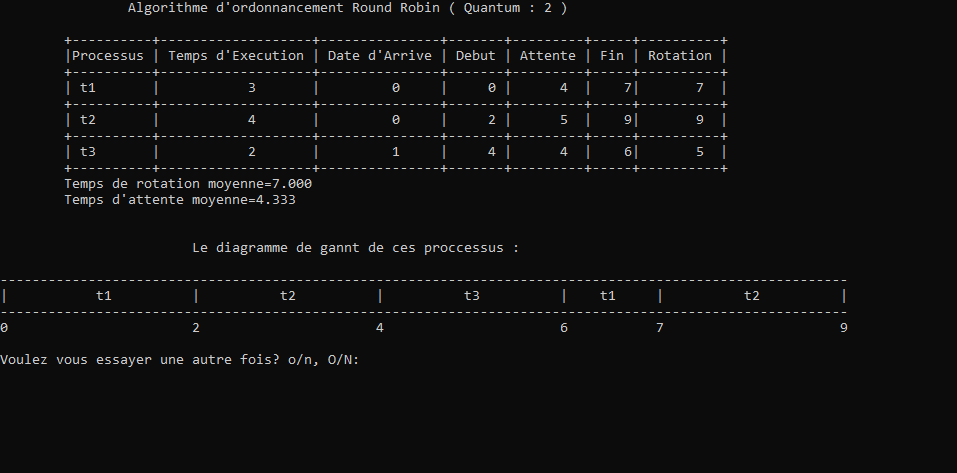 Algorithme d'ordonnancement Round Robin ( Quantum : 2 )
+----------+-------------------+---------------+-------+---------+-----+----------+
|Processus | Temps d'Execution | Date d'Arrive | Debut | Attente | Fin | Rotation |
+----------+-------------------+---------------+-------+---------+-----+----------+
| t1       |           3       |         0     |     0 |      4  |    7|       7  |
+----------+-------------------+---------------+-------+---------+-----+----------+
| t2       |           4       |         0     |     2 |      5  |    9|       9  |
+----------+-------------------+---------------+-------+---------+-----+----------+
| t3       |           2       |         1     |     4 |      4  |    6|       5  |
+----------+-------------------+---------------+-------+---------+-----+----------+
Temps de rotation moyenne=7.000
Temps d'attente moyenne=4.333
Le diagramme de gannt de ces proccessus :
----------------------------------------------------------------------------------------------------------
|           t1          |          t2          |          t3          |    t1     |          t2          |
----------------------------------------------------------------------------------------------------------
0                       2                      4                      6           7                      9
Voulez vous essayer une autre fois? o/n, O/N: